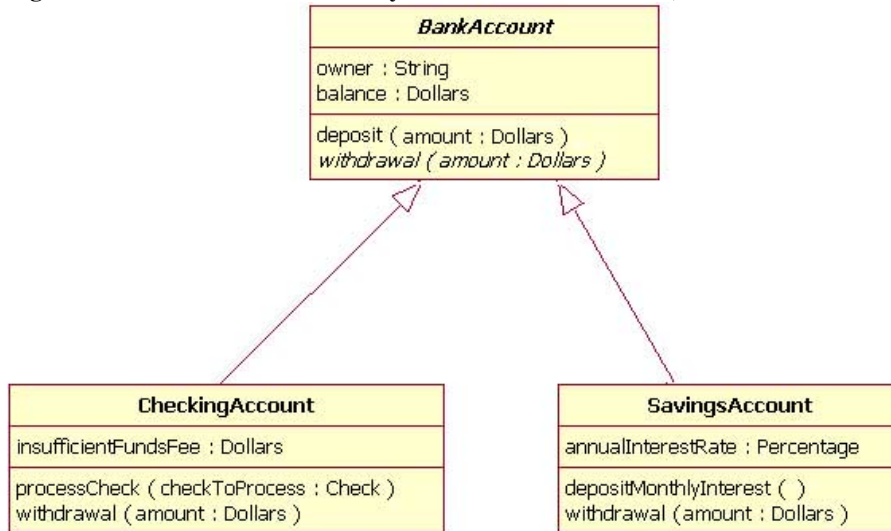 BankAccount
owner : String
balance : Dollars
deposit ( amount : Dollars )
withdrawal ( amount : Dollars )
CheckingAccount
insufficientFundsFee : Dollars
processCheck ( checkToProcess : Check )
withdrawal ( amount : Dollars )
SavingsAccount
annualInterestRate : Percentage
depositMonthlyInterest ( )
withdrawal ( amount : Dollars )